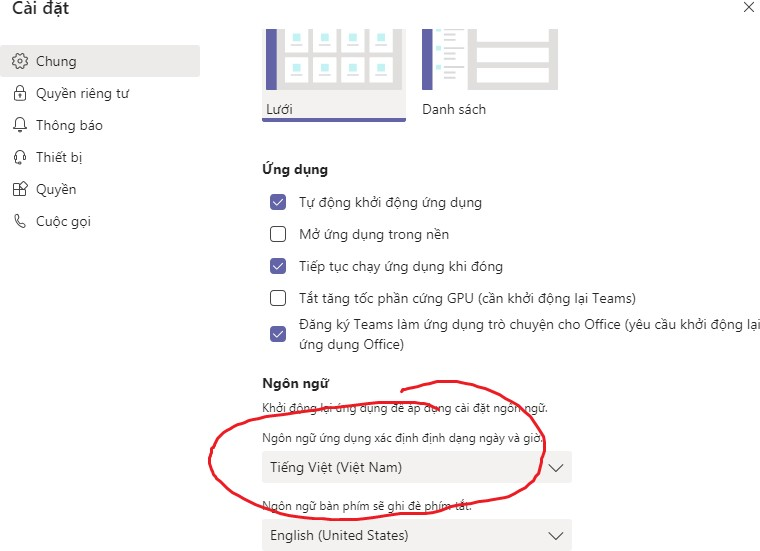 Cài đặt
Chung
Quyền riêng tư
Thông báo
Thiết bị
Quyền
Cuộc gọi
Lưới
Danh sách
Ứng dụng
Tự động khởi động ứng dụng
Mở ứng dụng trong nền
Tiếp tục chạy ứng dụng khi đóng
Tắt tăng tốc phần cứng GPU (cần khởi động lại Teams)
Đăng ký Teams làm ứng dụng trò chuyện cho Office (yêu cầu khởi động lại
ứng dụng Office)
Ngôn ngữ
Khởi động lại ứng dụng để áp dụng cài đặt ngôn ngữ.
Ngôn ngữ ứng dụng xác định định dạng ngày và giờ.
Tiếng Việt (Việt Nam)
Ngôn ngữ bàn phím sẽ ghi đè phím tắt.
English (United States)